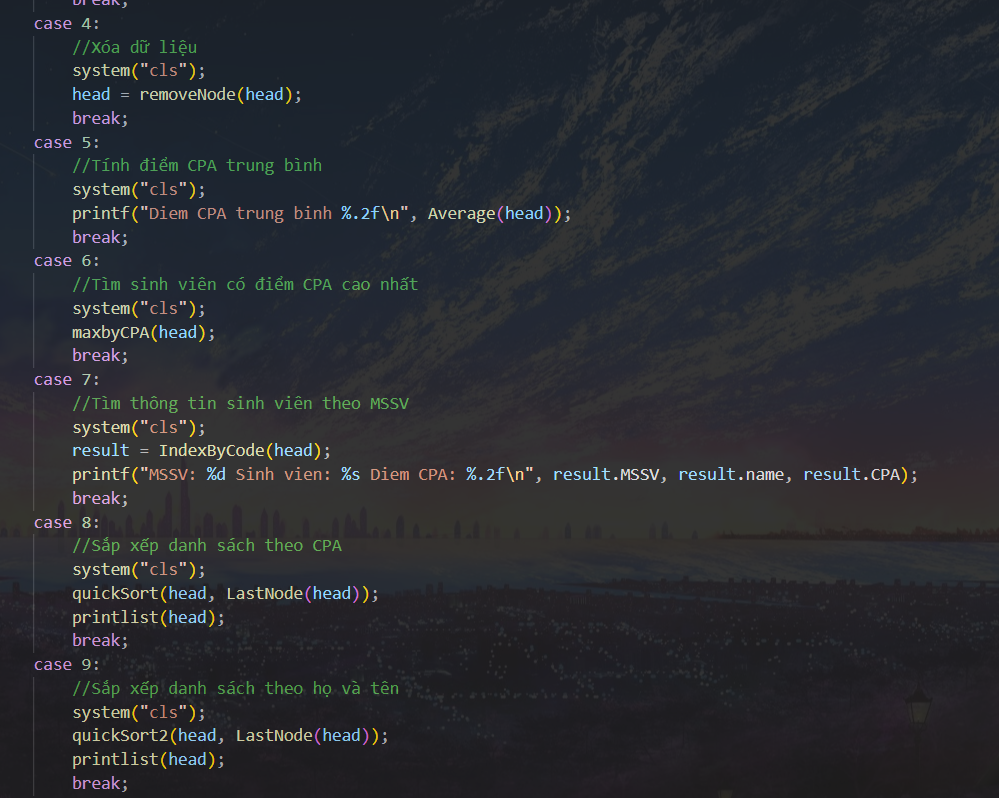 break;
case 4:
//Xóa dữ liệu
system("cls");
head = removeNode(head);
break;
case 5:
//Tính điểm CPA trung bình
system("cls");
printf("Diem CPA trung binh %.2f\n", Average(head));
break;
case 6:
//Tìm sinh viên có điểm CPA cao nhất
system("cls");
maxbyCPA(head);
break;
case 7:
//Tìm thông tin sinh viên theo MSSV
system("cls");
result = IndexByCode(head);
printf("MSSV: %d Sinh vien: %s Diem CPA: %.2f\n", result.MSSV, result.name, result.CPA);
break;
case 8:
//Sắp xếp danh sách theo CPA
system("cls");
quickSort(head, LastNode(head));
printlist(head);
break;
case 9:
//Sắp xếp danh sách theo họ và tên
system("cls");
quickSort2(head, LastNode(head));
printlist(head);
break;